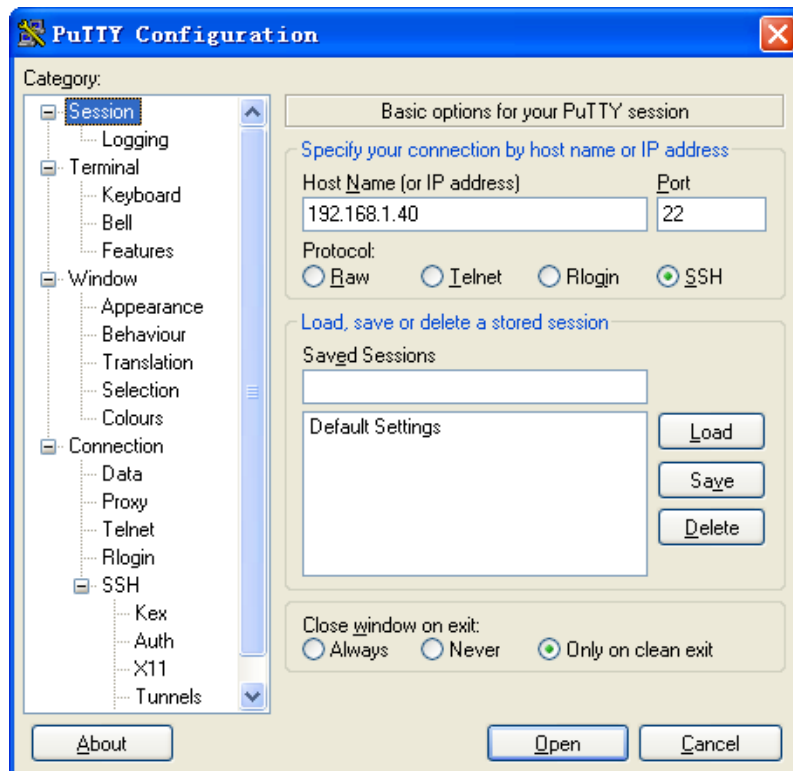 PuTTY Configuration
Category:
Session
Logging
Terminal
Keyboard
Bell
Features
Window
Appearance
Behaviour
Translation
Selection
Colours
Connection
Data
Proxy
Telnet
Rlogin
SSH
Kex
Auth
X11
Tunnels
Basic options for your PuTTY session
Specify your connection by host name or IP address
Host Name (or IP address) Port
192.168.1.40 22
Protocol:
Raw Telnet Rlogin SSH
Load, save or delete a stored session
Saved Sessions
Default Settings
Load
Save
Delete
Close window on exit:
Always Never Only on clean exit
About Open Cancel